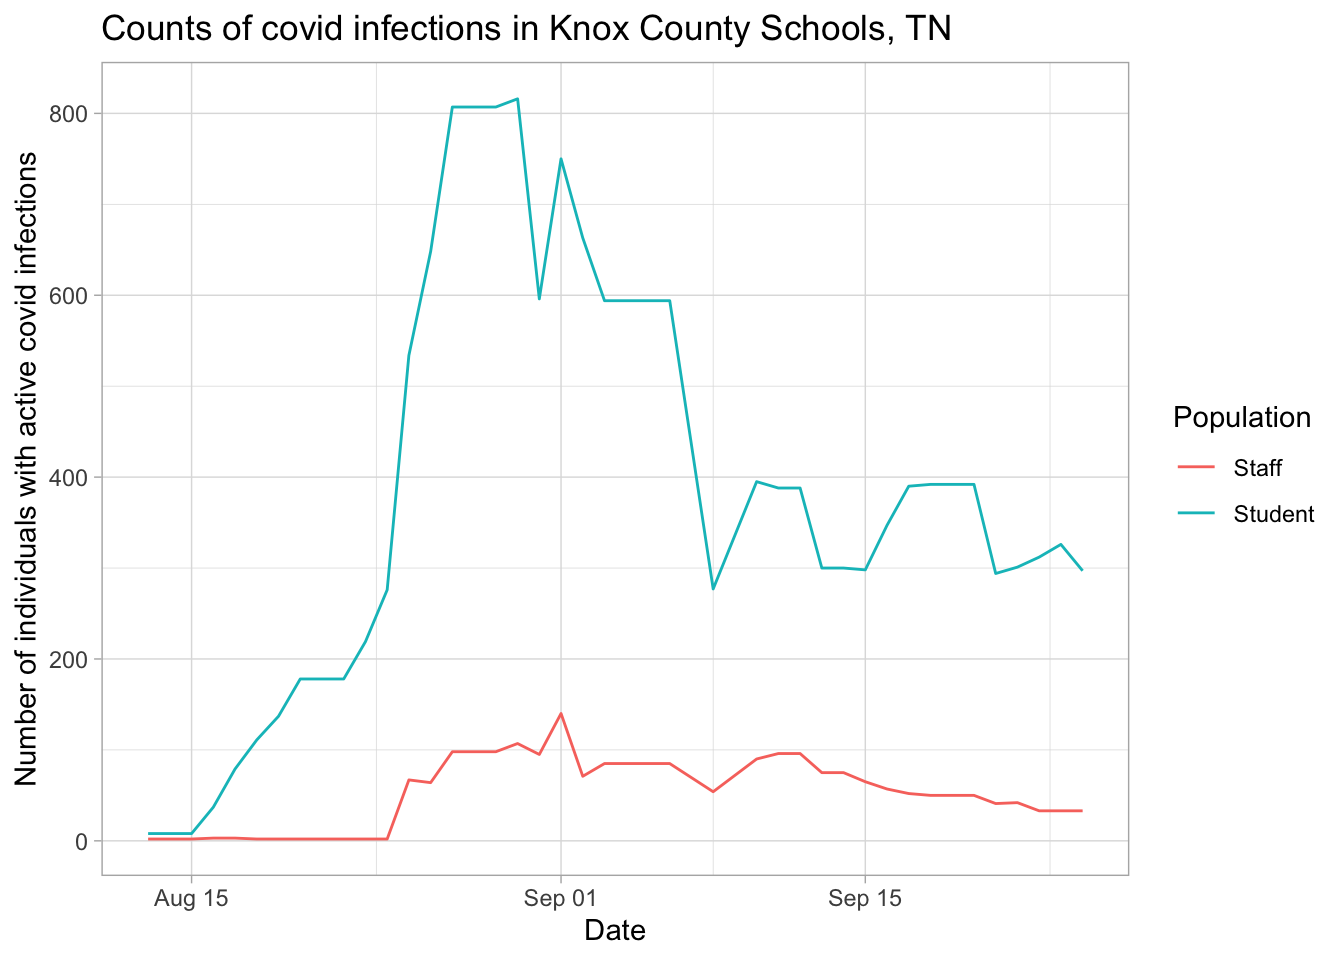 Counts of covid infections in Knox County Schools, TN
Number of individuals with active covid infections
800
600
400
200
0
Aug 15
Sep 01
Sep 15
Date
Population
Staff
Student